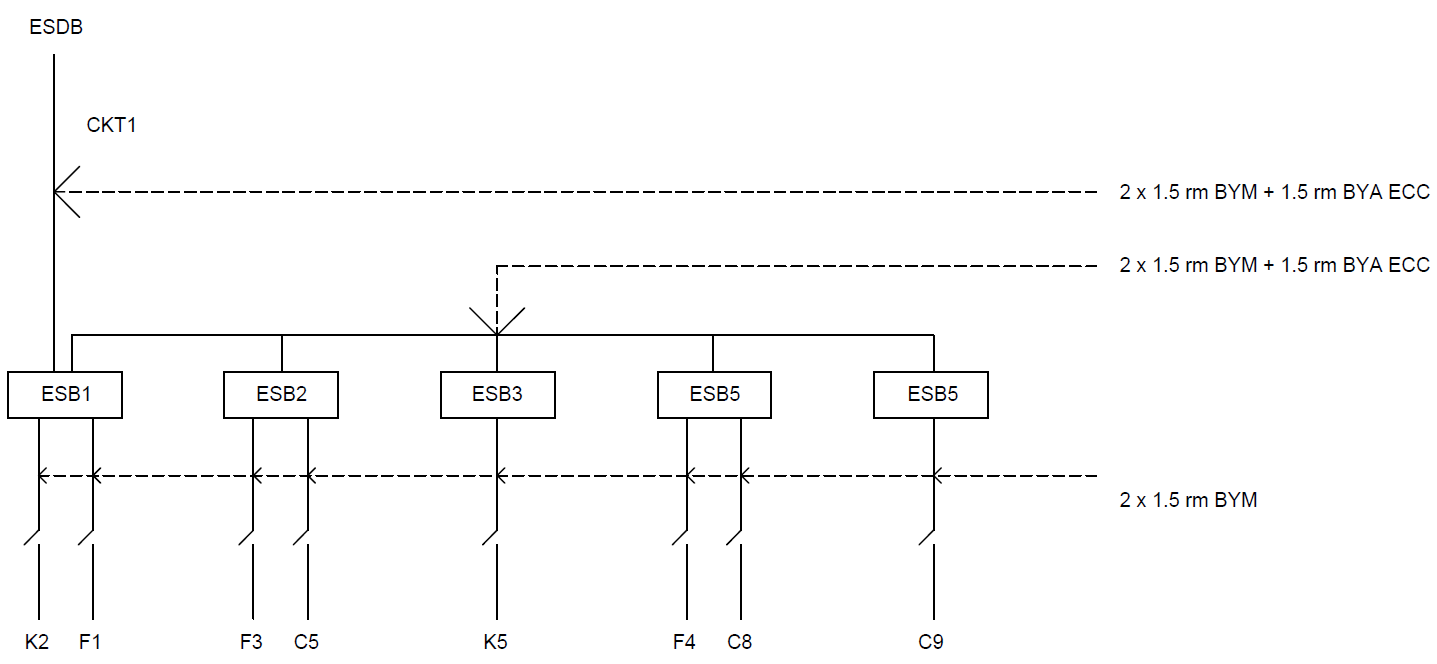 ESDB
CKT1
2 x 1.5 rm BYM + 1.5 rm BYA ECC
2 x 1.5 rm BYM + 1.5 rm BYA ECC
ESB1 ESB2 ESB3 ESB5 ESB5
2 x 1.5 rm BYM
K2 F1 F3 C5 K5 F4 C8 C9